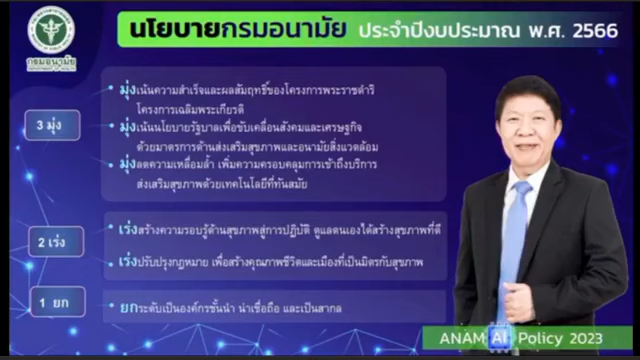 นโยบายกรมอนามัย ประจำปีงบประมาณ พ.ศ. 2566
กรมอนามัย
DEPARTMENT OF HEALTH
3 มุ่ง
• มุ่งเน้นความสำเร็จและผลสัมฤทธิ์ของโครงการพระราชดำริ
โครงการเฉลิมพระเกียรติ
• มุ่งเน้นนโยบายรัฐบาลเพื่อขับเคลื่อนสังคมและเศรษฐกิจ
ด้วยมาตรการด้านส่งเสริมสุขภาพและอนามัยสิ่งแวดล้อม
• มุ่งลดความเหลื่อมล้ำ เพิ่มความครอบคลุมการเข้าถึงบริการ
ส่งเสริมสุขภาพด้วยเทคโนโลยีที่ทันสมัย
2 เร่ง
• เร่งสร้างความรอบรู้ด้านสุขภาพสู่การปฏิบัติ ดูแลตนเองได้สร้างสุขภาพที่ดี
• เร่งปรับปรุงกฎหมาย เพื่อสร้างคุณภาพชีวิตและเมืองที่เป็นมิตรกับสุขภาพ
1 ยก
• ยกระดับเป็นองค์กรชั้นนำ น่าเชื่อถือ และเป็นสากล
ANAM AI Policy 2023